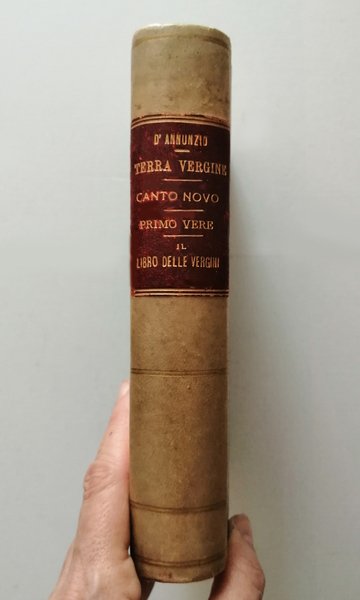 D'ANNUNZIO
TERRA VERGINE
CANTO NOVO
PRIMO VERE
IL
LIBRO DELLE VERGINI